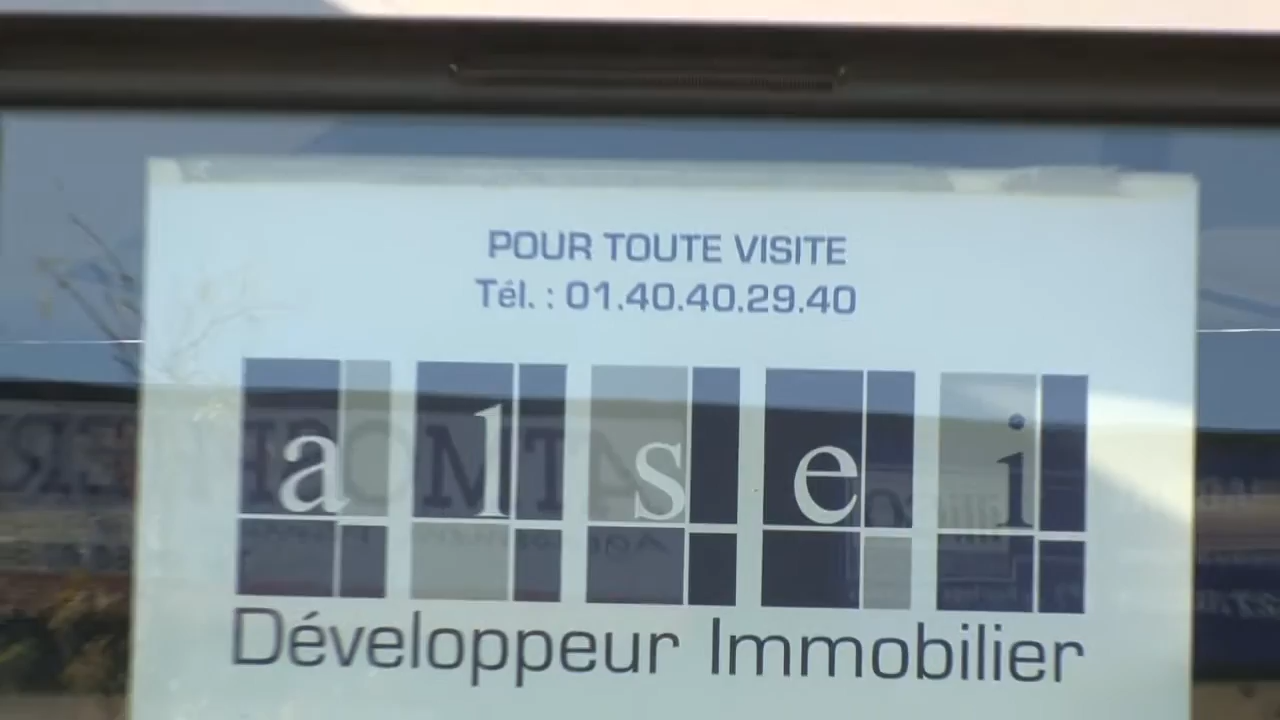 POUR TOUTE VISITE
Tél. : 01.40.40.29.40
alsei
Développeur Immobilier